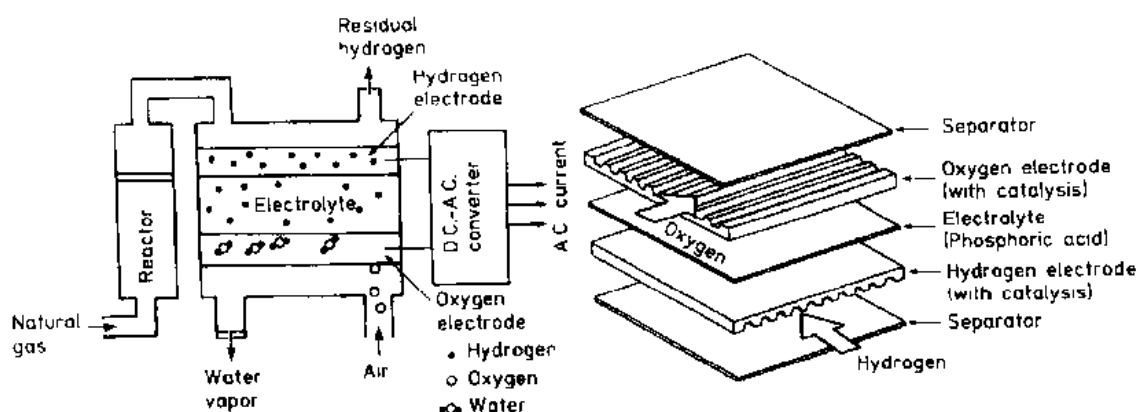 Residual
hydrogen
Hydrogen
electrode
Reactor
Electrolyte
D.C.-A.C.
converter
AC current
Natural
gas
Water
vapor
Air
Oxygen
electrode
Hydrogen
Oxygen
Water
Separator
Oxygen electrode
(with catalysis)
Oxygen
Electrolyte
(Phosphoric acid)
Hydrogen electrode
(with catalysis)
Separator
Hydrogen